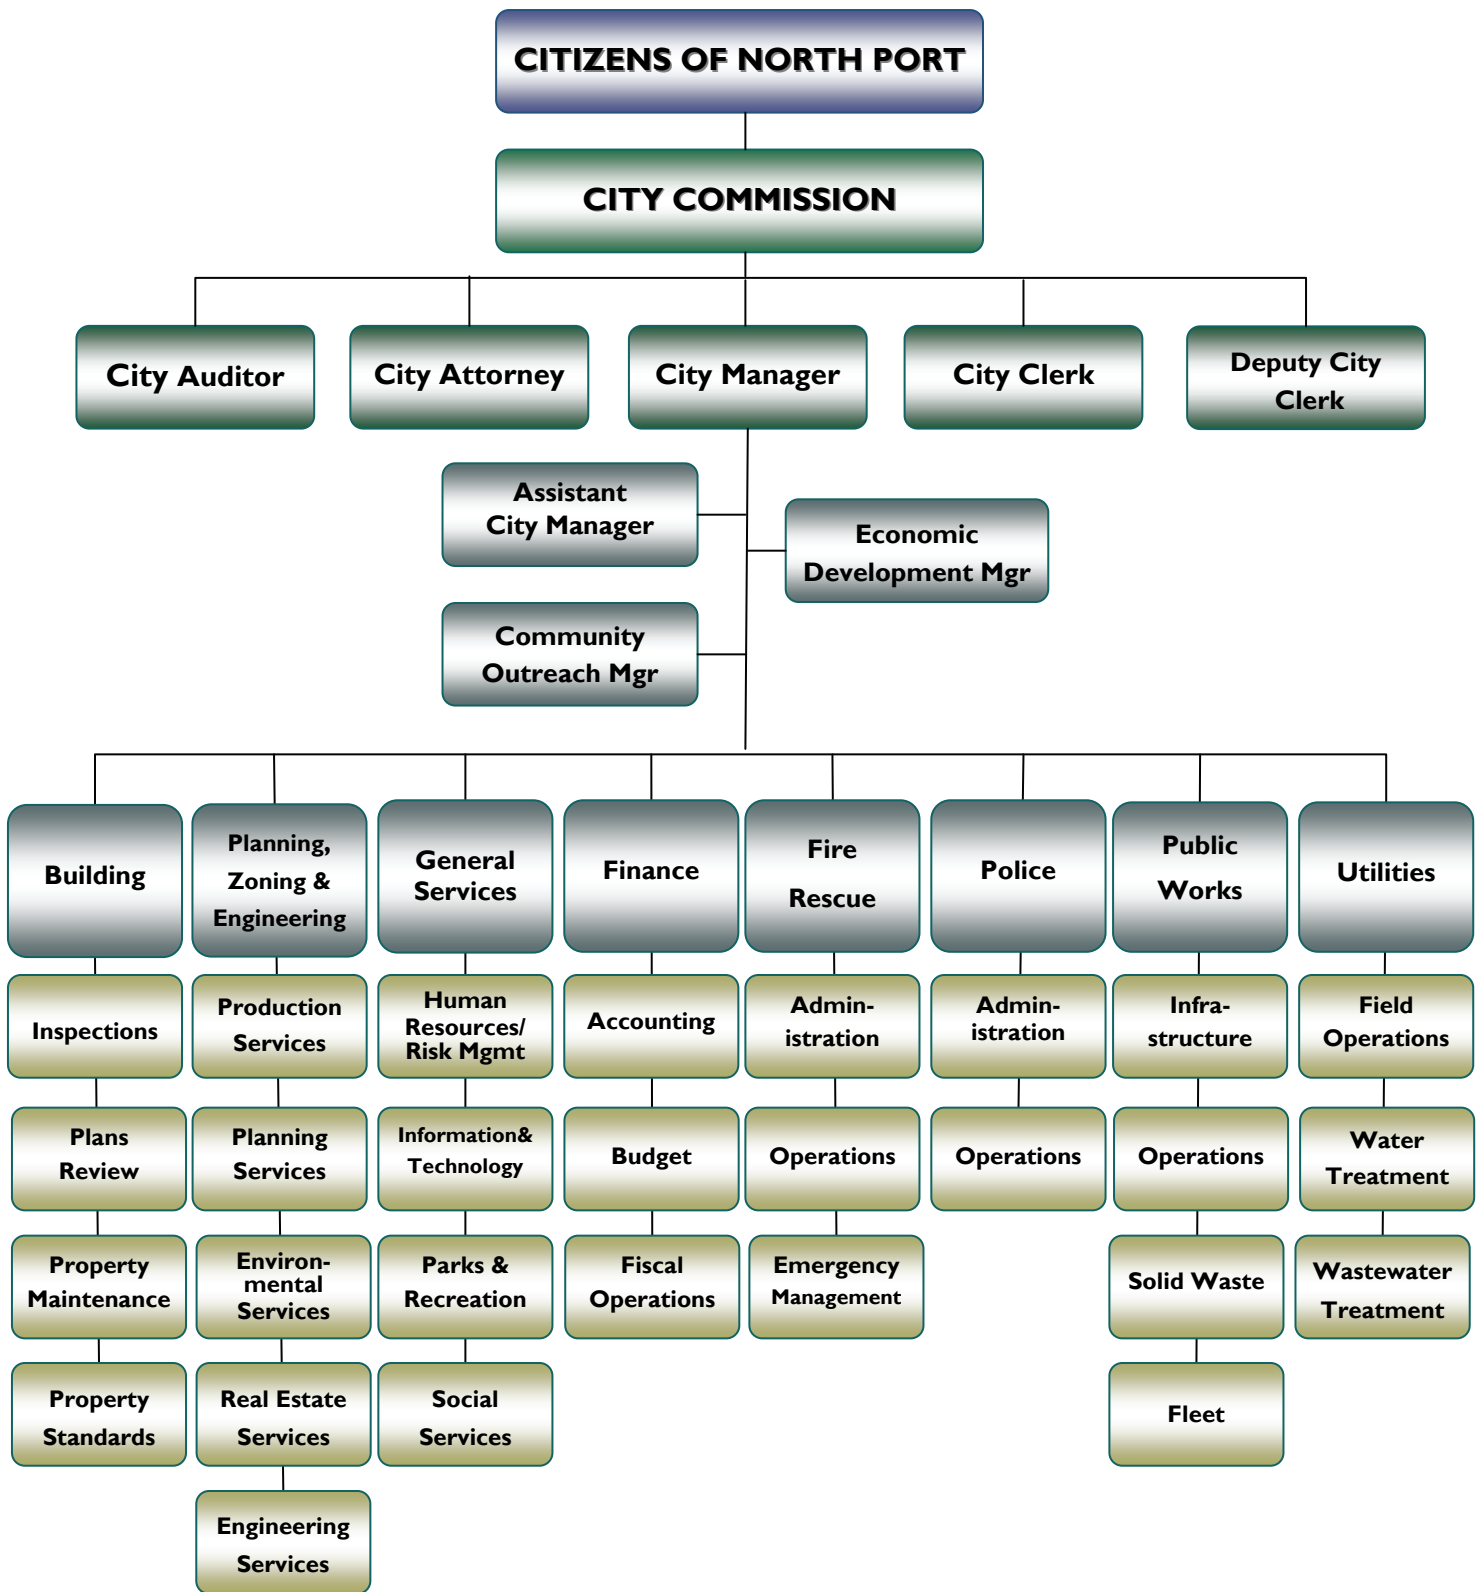 CITIZENS OF NORTH PORT
CITY COMMISSION
City Auditor
City Attorney
City Manager
City Clerk
Deputy City
Clerk
Assistant
City Manager
Economic
Development Mgr
Community
Outreach Mgr
Building
Planning,
Zoning &
Engineering
General
Services
Finance
Fire
Rescue
Police
Public
Works
Utilities
Inspections
Production
Services
Human
Resources/
Risk Mgmt
Accounting
Admin-
istration
Admin-
istration
Infra-
structure
Field
Operations
Plans
Review
Planning
Services
Information&
Technology
Budget
Operations
Operations
Operations
Water
Treatment
Property
Maintenance
Environ-
mental
Services
Parks &
Recreation
Fiscal
Operations
Emergency
Management
Solid Waste
Wastewater
Treatment
Property
Standards
Real Estate
Services
Social
Services
Fleet
Engineering
Services